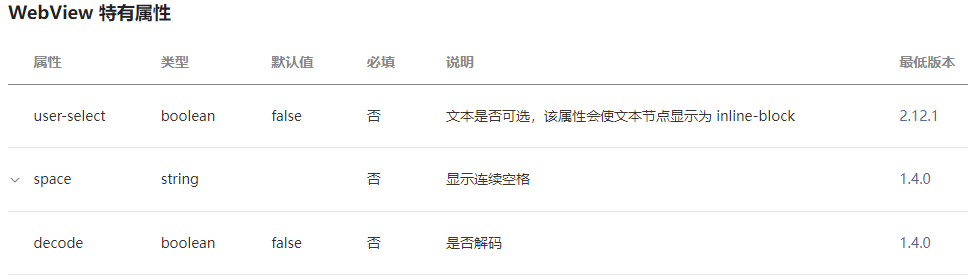 WebView 特有属性
属性 类型 默认值 必填 说明 最低版本
user-select boolean false 否 文本是否可选，该属性会使文本节点显示为 inline-block 2.12.1
space string 否 显示连续空格 1.4.0
decode boolean false 否 是否解码 1.4.0